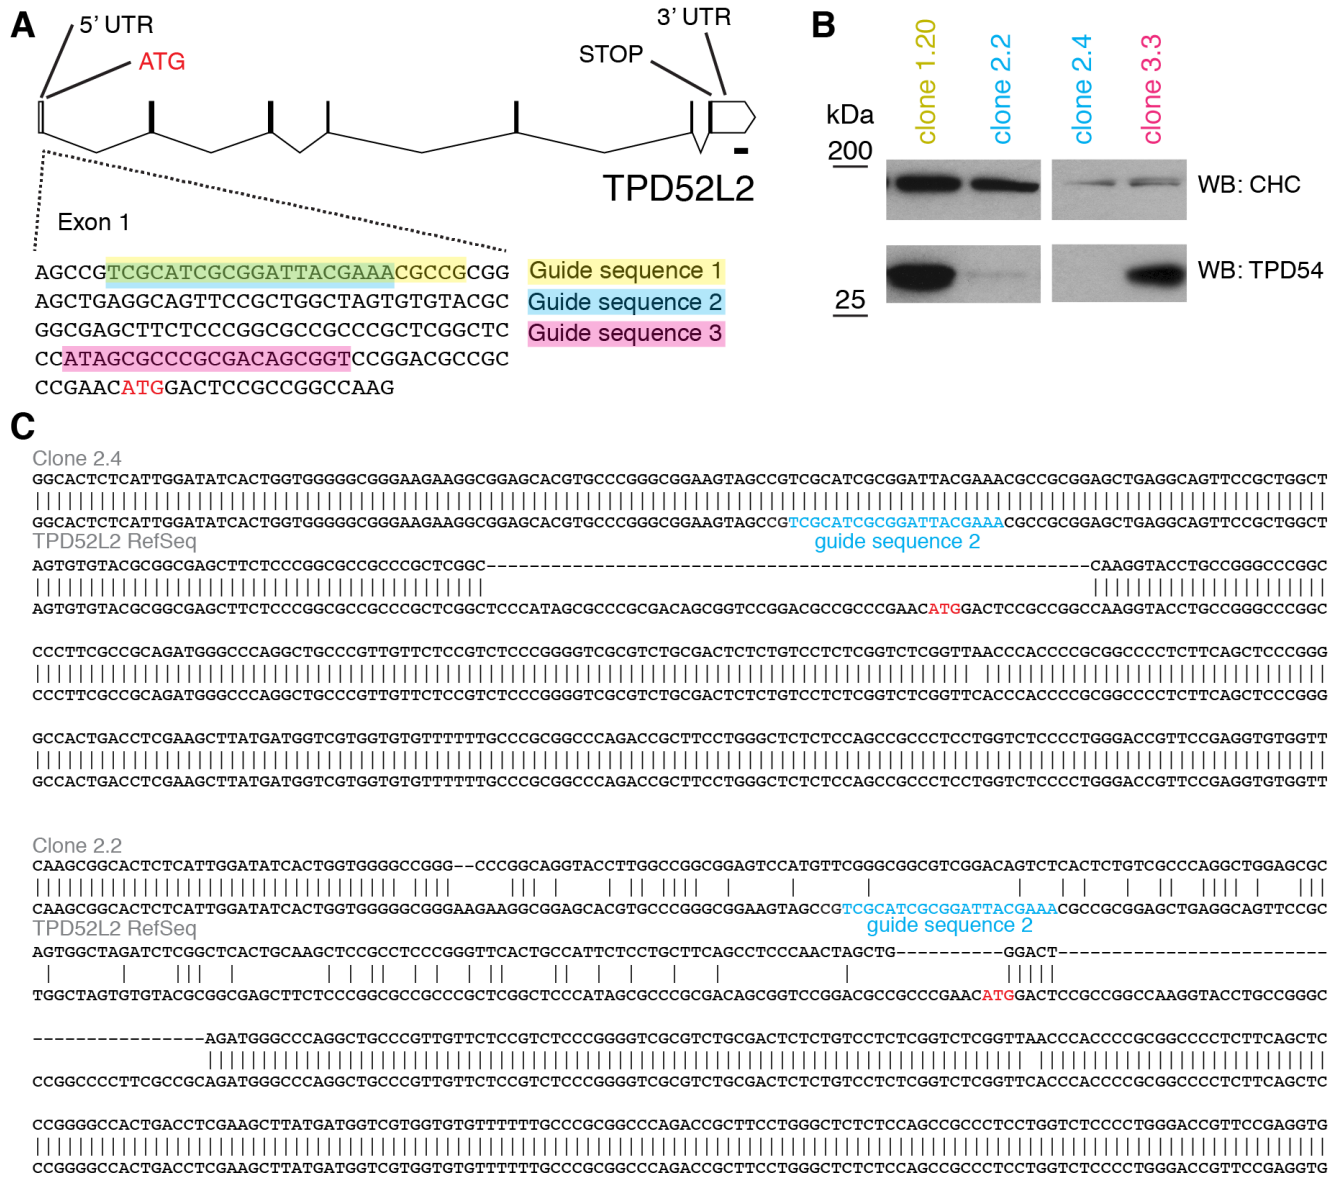 A
5' UTR
3' UTR
ATG
STOP
TPD52L2
Exon 1
AGCCGTCGCATCGCGGATTACGAAACGCCGCGG
AGCTGAGGCAGTTCCGCTGGCTAGTGTGTACGC
GGCGAGCTTCTCCCGGCGCCGCCCGCTCGGCTC
CCATAGCGCCCGCGACAGCGGTCCGGACGCCGC
CCGAACATGGACTCCGCCGGCCAAG
Guide sequence 1
Guide sequence 2
Guide sequence 3
B
clone 1.20
clone 2.2
clone 2.4
clone 3.3
kDa
200
25
WB: CHC
WB: TPD54
C
Clone 2.4
GGCACTCTCATTGGATATCACTGGTGGGGGCGGGAAGAAGGCGGAGCACGTGCCCGGGCGGAAGTAGCCGTCGCATCGCGGATTACGAAACGCCGCGGAGCTGAGGCAGTTCCGCTGGCT
GGCACTCTCATTGGATATCACTGGTGGGGGCGGGAAGAAGGCGGAGCACGTGCCCGGGCGGAAGTAGCCGTCGCATCGCGGATTACGAAACGCCGCGGAGCTGAGGCAGTTCCGCTGGCT
TPD52L2 RefSeq
guide sequence 2
AGTGTGTACGCGGCGAGCTTCTCCCGGCGCCGCCCGCTCGGC--------------------------------------------------------CAAGGTACCTGCCGGGCCCGGC
AGTGTGTACGCGGCGAGCTTCTCCCGGCGCCGCCCGCTCGGCTCCCATAGCGCCCGCGACAGCGGTCCGGACGCCGCCCGAACATGGACTCCGCCGGCCAAGGTACCTGCCGGGCCCGGC
CCCTTCGCCGCAGATGGGCCCAGGCTGCCCGTTGTTCTCCGTCTCCCGGGGTCGCGTCTGCGACTCTCTGTCCTCTCGGTCTCGGTTAACCCACCCCGCGGCCCCTCTTCAGCTCCCGGG
CCCTTCGCCGCAGATGGGCCCAGGCTGCCCGTTGTTCTCCGTCTCCCGGGGTCGCGTCTGCGACTCTCTGTCCTCTCGGTCTCGGTTCACCCACCCCGCGGCCCCTCTTCAGCTCCCGGG
GCCACTGACCTCGAAGCTTATGATGGTCGTGGTGTGTTTTTTGCCCGCGGCCCAGACCGCTTCCTGGGCTCTCTCCAGCCGCCCTCCTGGTCTCCCCTGGGACCGTTCCGAGGTGTGGTT
GCCACTGACCTCGAAGCTTATGATGGTCGTGGTGTGTTTTTTGCCCGCGGCCCAGACCGCTTCCTGGGCTCTCTCCAGCCGCCCTCCTGGTCTCCCCTGGGACCGTTCCGAGGTGTGGTT
Clone 2.2
CAAGCGGCACTCTCATTGGATATCACTGGTGGGGCCGGG--CCCGGCAGGTACCTTGGCCGGCGGAGTCCATGTTCGGGCGGCGTCGGACAGTCTCACTCTGTCGCCCAGGCTGGAGCGC
CAAGCGGCACTCTCATTGGATATCACTGGTGGGGGCGGGAAGAAGGCGGAGCACGTGCCCGGGCGGAAGTAGCCGTCGCATCGCGGATTACGAAACGCCGCGGAGCTGAGGCAGTTCCGC
TPD52L2 RefSeq
guide sequence 2
AGTGGCTAGATCTCGGCTCACTGCAAGCTCCGCCTCCCGGGTTCACTGCCATTCTCCTGCTTCAGCCTCCCAACTAGCTG----------GGACT-------------------------
TGGCTAGTGTGTACGCGGCGAGCTTCTCCCGGCGCCGCCCGCTCGGCTCCCATAGCGCCCGCGACAGCGGTCCGGACGCCGCCCGAACATGGACTCCGCCGGCCAAGGTACCTGCCGGGC
----------------AGATGGGCCCAGGCTGCCCGTTGTTCTCCGTCTCCCGGGGTCGCGTCTGCGACTCTCTGTCCTCTCGGTCTCGGTTAACCCACCCCGCGGCCCCTCTTCAGCTC
CCGGCCCCTTCGCCGCAGATGGGCCCAGGCTGCCCGTTGTTCTCCGTCTCCCGGGGTCGCGTCTGCGACTCTCTGTCCTCTCGGTCTCGGTTCACCCACCCCGCGGCCCCTCTTCAGCTC
CCGGGGCCACTGACCTCGAAGCTTATGATGGTCGTGGTGTGTTTTTTGCCCGCGGCCCAGACCGCTTCCTGGGCTCTCTCCAGCCGCCCTCCTGGTCTCCCCTGGGACCGTTCCGAGGTG
CCGGGGCCACTGACCTCGAAGCTTATGATGGTCGTGGTGTGTTTTTTGCCCGCGGCCCAGACCGCTTCCTGGGCTCTCTCCAGCCGCCCTCCTGGTCTCCCCTGGGACCGTTCCGAGGTG